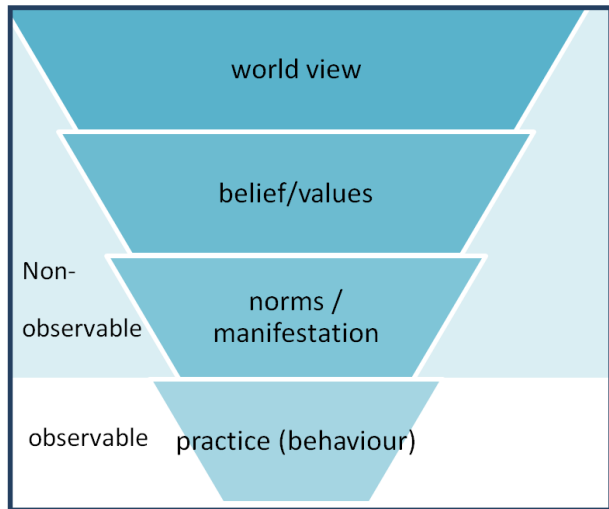 world view
belief/values
Non-
observable
norms /
manifestation
observable
practice (behaviour)